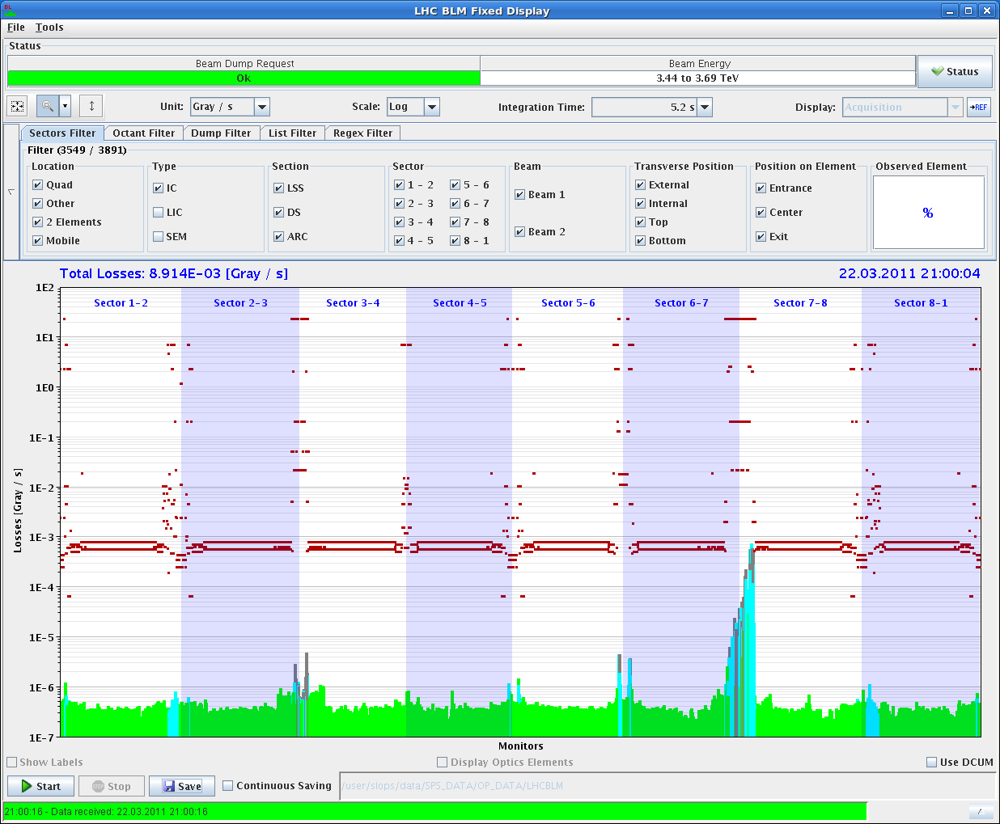 LHC BLM Fixed Display
File Tools
Status
Beam Dump Request Beam Energy
Ok 3.44 to 3.69 TeV
Status
Unit: Gray / s Scale: Log Integration Time: 5.2 s Display: Acquisition →REF
Sectors Filter Octant Filter Dump Filter List Filter Regex Filter
Filter (3549 / 3891)
Location Type Section Sector Beam Transverse Position Position on Element Observed Element
Quad IC LSS 1 - 2 5 - 6 Beam 1 External Entrance
Other LIC DS 2 - 3 6 - 7 Beam 2 Internal Center %
2 Elements SEM ARC 3 - 4 7 - 8 Top Exit
Mobile 4 - 5 8 - 1 Bottom
Total Losses: 8.914E-03 [Gray / s] 22.03.2011 21:00:04
1E2
Sector 1-2 Sector 2-3 Sector 3-4 Sector 4-5 Sector 5-6 Sector 6-7 Sector 7-8 Sector 8-1
1E1
1E0
1E-1
1E-2
1E-3
1E-4
1E-5
1E-6
1E-7
Losses [Gray / s]
Monitors
Show Labels Display Optics Elements Use DCUM
Start STOP Stop Save Continuous Saving /user/slops/data/SPS_DATA/OP_DATA/LHCBLM
21:00:16 - Data received: 22.03.2011 21:00:16